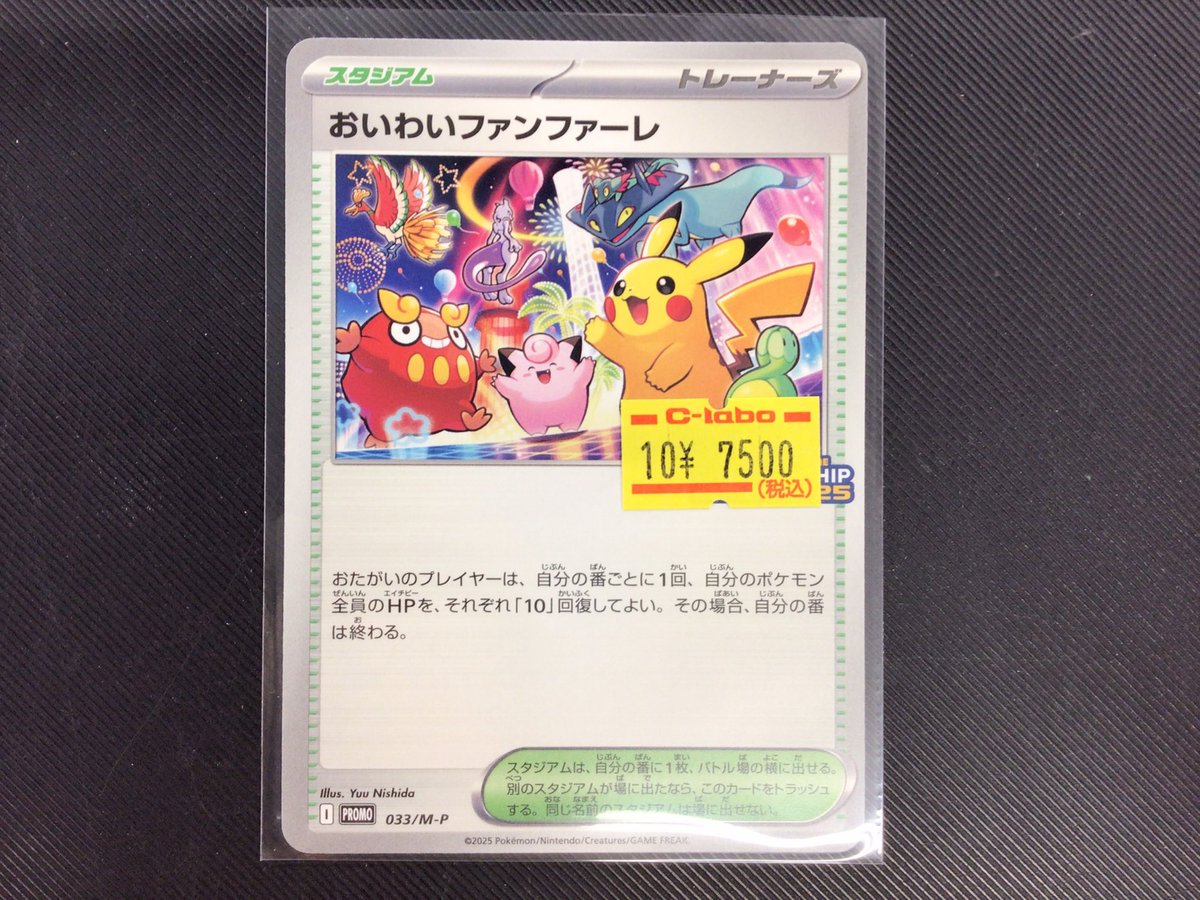 スタジアム
トレーナーズ
おいわいファンファーレ
C-labo
10¥ 7500
(税込)
HIP
25
おたがいのプレイヤーは、自分の番ごとに1回、自分のポケモン
全員のHPを、それぞれ「10」回復してよい。その場合、自分の番
は終わる。
スタジアムは、自分の番に1枚、バトル場の横に出せる。
別のスタジアムが場に出たなら、このカードをトラッシュ
する。同じ名前のスタジアムは場に出せない。
Illus. Yuu Nishida
I PROMO 033/M-P
©2025 Pokémon/Nintendo/Creatures/GAME FREAK.